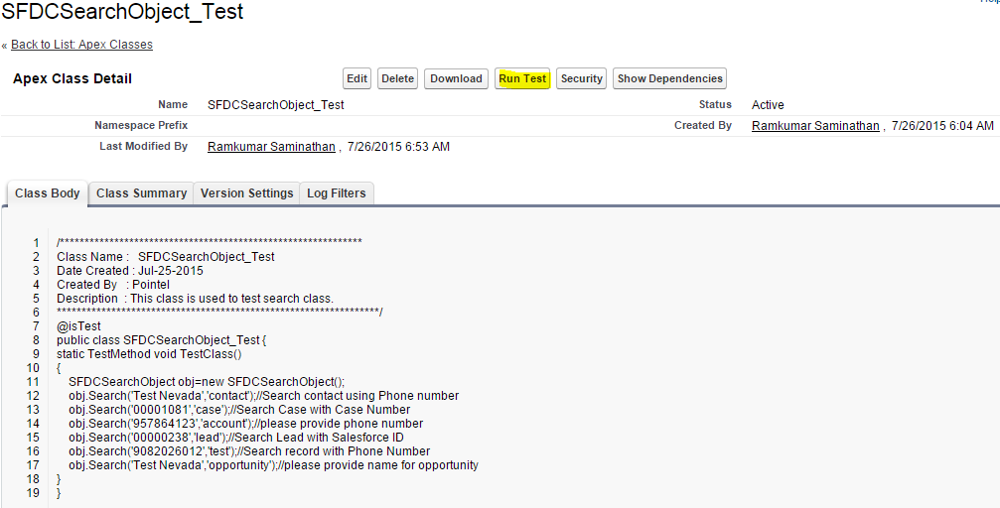 SFDCSearchObject_Test
« Back to List: Apex Classes
Apex Class Detail Edit Delete Download Run Test Security Show Dependencies
Name SFDCSearchObject_Test Status Active
Namespace Prefix Created By Ramkumar Saminathan , 7/26/2015 6:04 AM
Last Modified By Ramkumar Saminathan , 7/26/2015 6:53 AM
Class Body Class Summary Version Settings Log Filters
1 /*************************************************************
2 Class Name :   SFDCSearchObject_Test
3 Date Created : Jul-25-2015
4 Created By   : Pointel
5 Description  : This class is used to test search class.
6 *****************************************************************/
7 @isTest
8 public class SFDCSearchObject_Test {
9 static TestMethod void TestClass()
10 {
11     SFDCSearchObject obj=new SFDCSearchObject();
12     obj.Search('Test Nevada','contact');//Search contact using Phone number
13     obj.Search('00001081','case');//Search Case with Case Number
14     obj.Search('957864123','account');//please provide phone number
15     obj.Search('00000238','lead');//Search Lead with Salesforce ID
16     obj.Search('9082026012','test');//Search record with Phone Number
17     obj.Search('Test Nevada','opportunity');//please provide name for opportunity
18 }
19 }